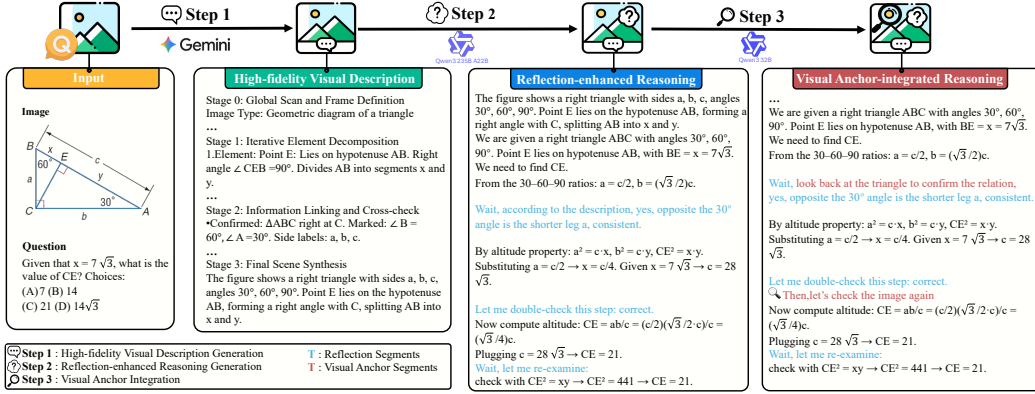 Step 1
Step 2
Step 3
Q
Gemini
Qwen3 235B A22B
Qwen3 32B
Input
Image
B
x
60°
E
c
y
a
30°
C
b
A
Question
Given that x = 7 √3, what is the
value of CE? Choices:
(A) 7 (B) 14
(C) 21 (D) 14√3
High-fidelity Visual Description
Stage 0: Global Scan and Frame Definition
Image Type: Geometric diagram of a triangle
...
Stage 1: Iterative Element Decomposition
1.Element: Point E: Lies on hypotenuse AB. Right
angle ∠ CEB =90°. Divides AB into segments x and
y.
...
Stage 2: Information Linking and Cross-check
•Confirmed: ΔABC right at C. Marked: ∠ B =
60°,∠ A =30°. Side labels: a, b, c.
...
Stage 3: Final Scene Synthesis
The figure shows a right triangle with sides a, b, c,
angles 30°, 60°, 90°. Point E lies on the hypotenuse
AB, forming a right angle with C, splitting AB into
x and y.
Reflection-enhanced Reasoning
The figure shows a right triangle with sides a, b, c, angles
30°, 60°, 90°. Point E lies on the hypotenuse AB, forming a
right angle with C, splitting AB into x and y.
We are given a right triangle ABC with angles 30°, 60°,
90°. Point E lies on hypotenuse AB, with BE = x = 7√3.
We need to find CE.
From the 30–60–90 ratios: a = c/2, b = (√3 /2)c.
Wait, according to the description, yes, opposite the 30°
angle is the shorter leg a, consistent.
By altitude property: a² = c·x, b² = c·y, CE² = x·y.
Substituting a = c/2 → x = c/4. Given x = 7 √3 → c = 28
√3.
Let me double-check this step: correct.
Now compute altitude: CE = ab/c = (c/2)(√3 /2·c)/c =
(√3 /4)c.
Plugging c = 28 √3 → CE = 21.
Wait, let me re-examine:
check with CE² = xy → CE² = 441 → CE = 21.
Visual Anchor-integrated Reasoning
...
We are given a right triangle ABC with angles 30°, 60°,
90°. Point E lies on hypotenuse AB, with BE = x = 7√3.
We need to find CE.
From the 30–60–90 ratios: a = c/2, b = (√3 /2)c.
Wait, look back at the triangle to confirm the relation,
yes, opposite the 30° angle is the shorter leg a, consistent.
By altitude property: a² = c·x, b² = c·y, CE² = x·y.
Substituting a = c/2 → x = c/4. Given x = 7 √3 → c = 28
√3.
Let me double-check this step: correct.
Then,let's check the image again
Now compute altitude: CE = ab/c = (c/2)(√3 /2·c)/c =
(√3 /4)c.
Plugging c = 28 √3 → CE = 21.
Wait, let me re-examine:
check with CE² = xy → CE² = 441 → CE = 21.
Step 1 : High-fidelity Visual Description Generation
Step 2 : Reflection-enhanced Reasoning Generation
Step 3 : Visual Anchor Integration
T : Reflection Segments
T : Visual Anchor Segments